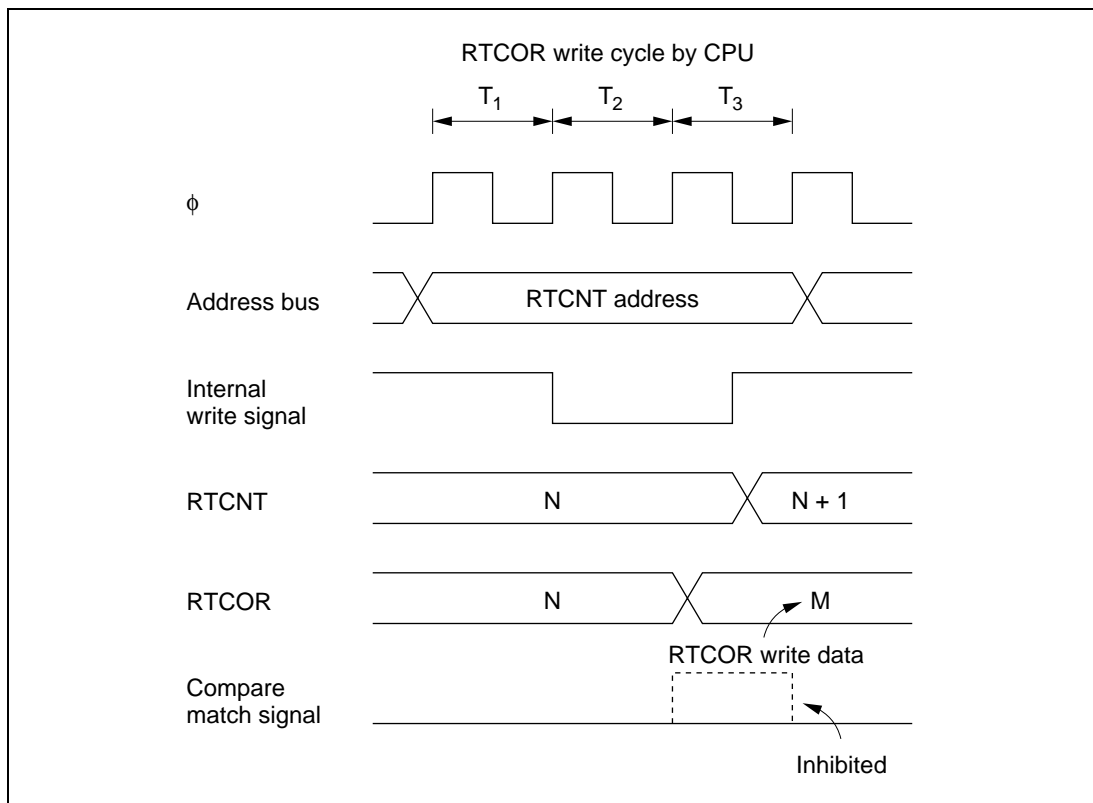 RTCOR write cycle by CPU
T1 T2 T3
ϕ
Address bus
RTCNT address
Internal
write signal
RTCNT
N
N + 1
RTCOR
N
M
RTCOR write data
Compare
match signal
Inhibited